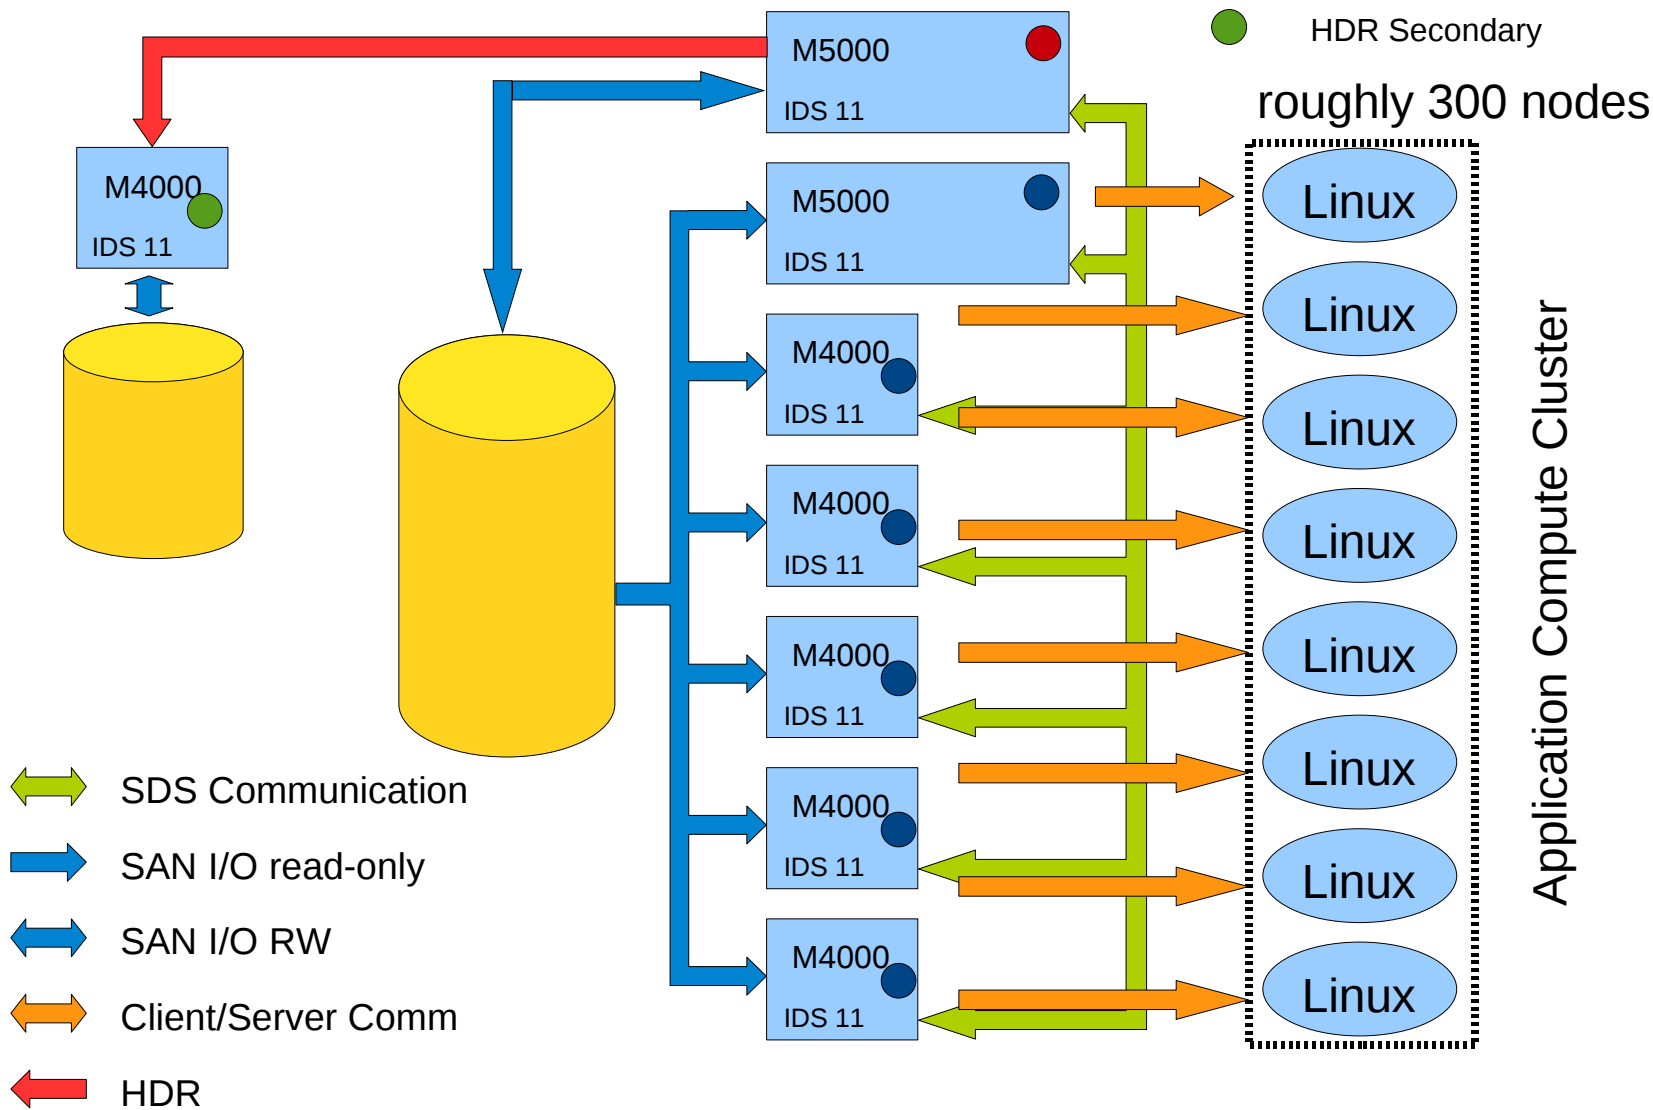 HDR Secondary
roughly 300 nodes
M5000
IDS 11
M4000
IDS 11
M5000
IDS 11
M4000
IDS 11
M4000
IDS 11
M4000
IDS 11
M4000
IDS 11
M4000
IDS 11
Linux
Linux
Linux
Linux
Linux
Linux
Linux
Linux
Application Compute Cluster
SDS Communication
SAN I/O read-only
SAN I/O RW
Client/Server Comm
HDR